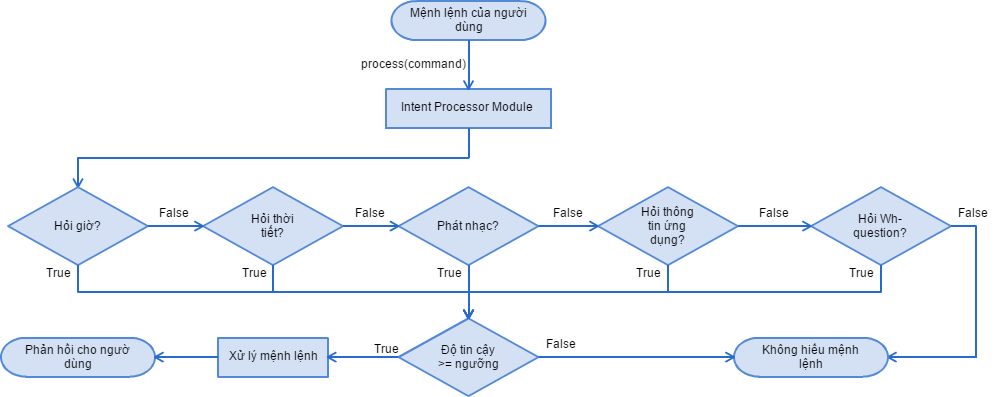 Mệnh lệnh của người
dùng
process(command)
Intent Processor Module
Hỏi giờ?
False
Hỏi thời
tiết?
False
Phát nhạc?
False
Hỏi thông
tin ứng
dụng?
False
Hỏi Wh-
question?
False
True
True
True
True
True
Phản hồi cho ngườ
dùng
Xử lý mệnh lệnh
True
Độ tin cậy
>= ngưỡng
False
Không hiểu mệnh
lệnh